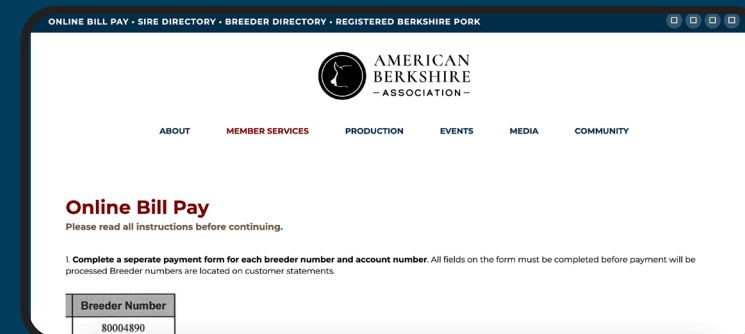 ONLINE BILL PAY • SIRE DIRECTORY • BREEDER DIRECTORY • REGISTERED BERKSHIRE PORK
AMERICAN
BERKSHIRE
– ASSOCIATION –
ABOUT MEMBER SERVICES PRODUCTION EVENTS MEDIA COMMUNITY
Online Bill Pay
Please read all instructions before continuing.
1. Complete a seperate payment form for each breeder number and account number. All fields on the form must be completed before payment will be
processed Breeder numbers are located on customer statements.
Breeder Number
80004890